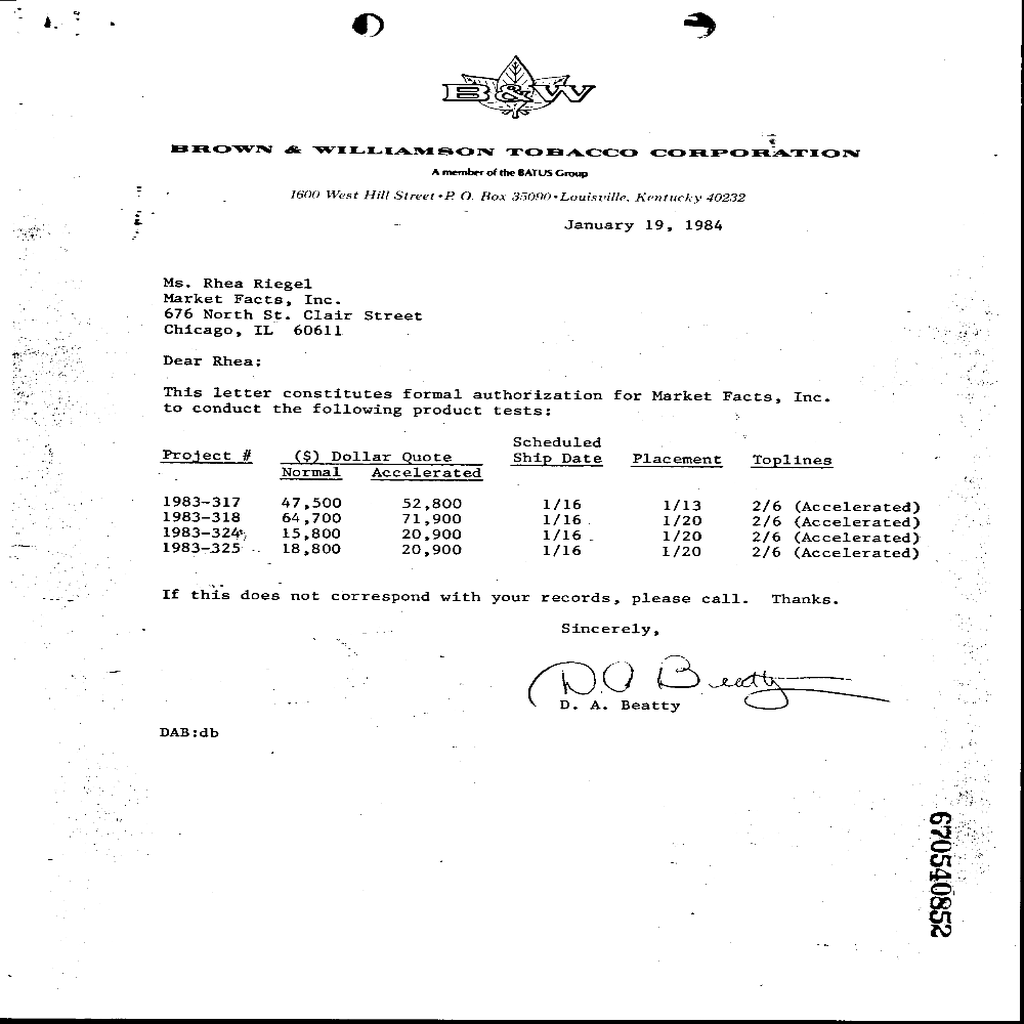 B&W
BROWN & WILLIAMSON TOBACCO CORPORATION
A member of the BATUS Group
1600 West Hill Street • P. O. Box 35090 • Louisville, Kentucky 40232
January 19, 1984
Ms. Rhea Riegel
Market Facts, Inc.
676 North St. Clair Street
Chicago, IL 60611
Dear Rhea:
This letter constitutes formal authorization for Market Facts, Inc.
to conduct the following product tests:
Scheduled
Project # ($) Dollar Quote Ship Date Placement Toplines
Normal Accelerated
1983-317 47,500 52,800 1/16 1/13 2/6 (Accelerated)
1983-318 64,700 71,900 1/16 1/20 2/6 (Accelerated)
1983-324 15,800 20,900 1/16 1/20 2/6 (Accelerated)
1983-325 18,800 20,900 1/16 1/20 2/6 (Accelerated)
If this does not correspond with your records, please call. Thanks.
Sincerely,
D.A. Beatty
D. A. Beatty
DAB:db
670540852